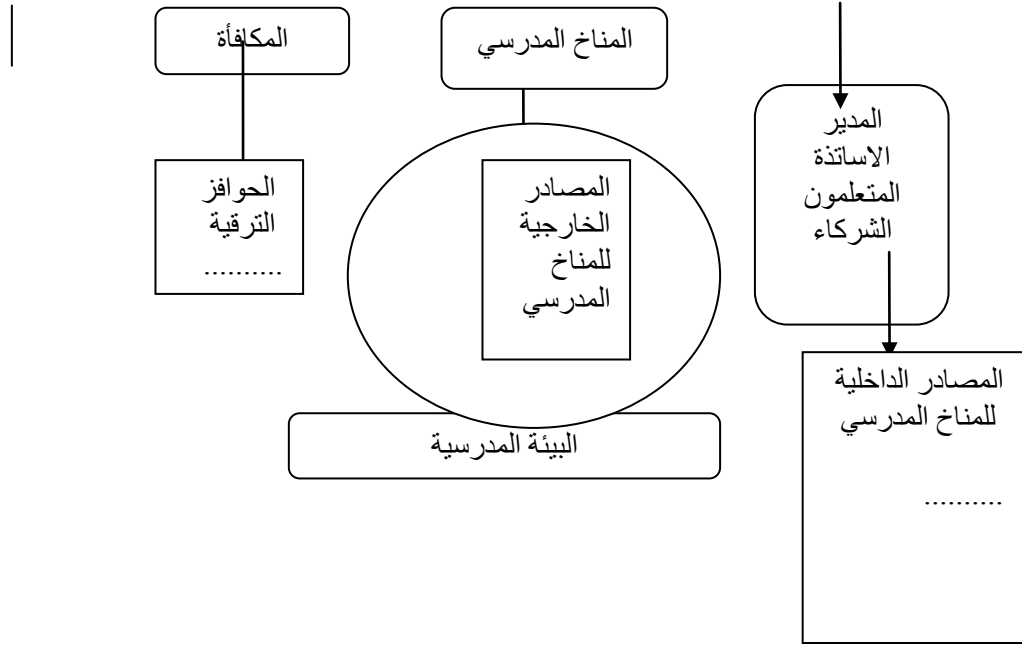 المناخ المدرسي
المكافأة
المدير
الاساتذة
المتعلمون
الشركاء
المصادر
الخارجية
للمناخ
المدرسي
الحوافز
الترقية
..........
المصادر الداخلية
للمناخ المدرسي
..........
البيئة المدرسية